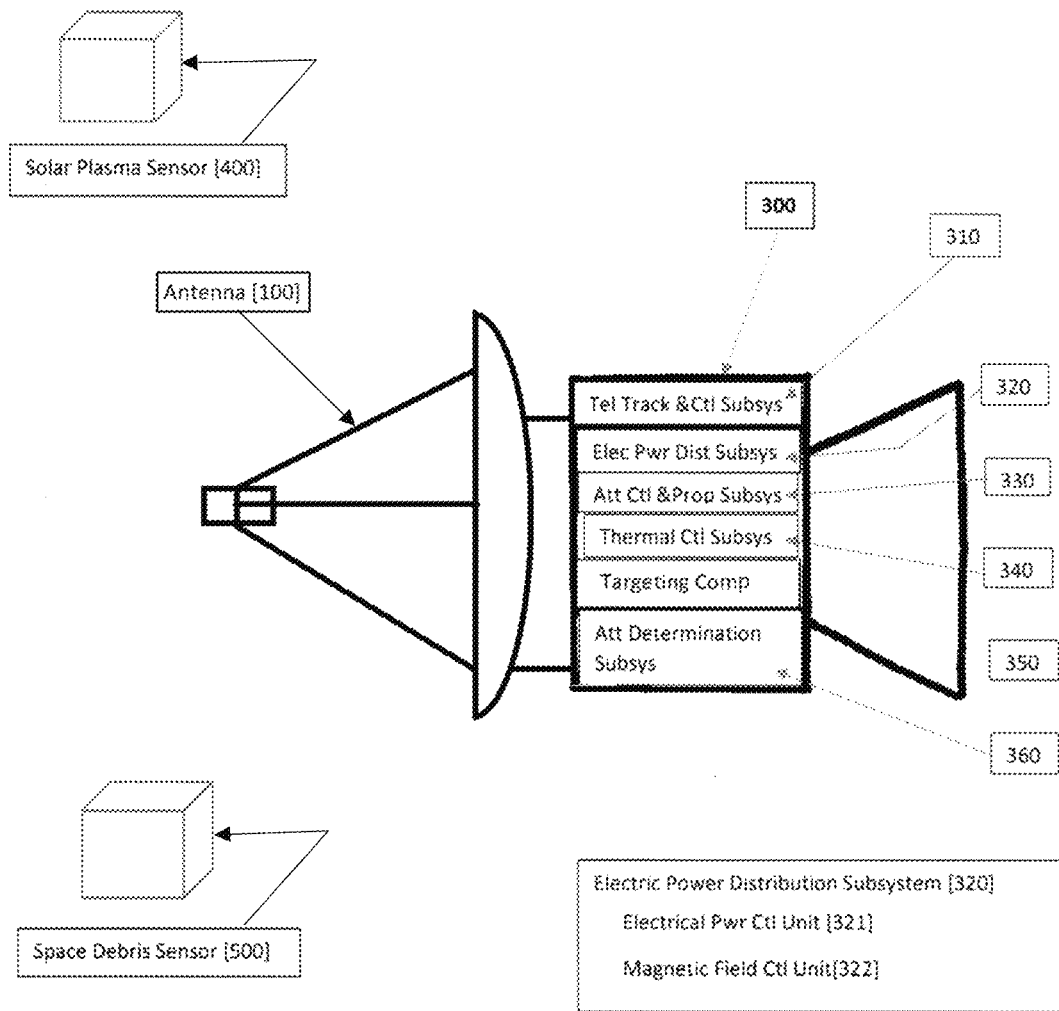 Solar Plasma Sensor [400]
300
310
Antenna [100]
320
Tel Track &Ctl Subsys
Elec Pwr Dist Subsys
330
Att Ctl &Prop Subsys
Thermal Ctl Subsys
340
Targeting Comp
Att Determination
Subsys
350
360
Electric Power Distribution Subsystem [320]
Electrical Pwr Ctl Unit [321]
Space Debris Sensor [500]
Magnetic Field Ctl Unit[322]